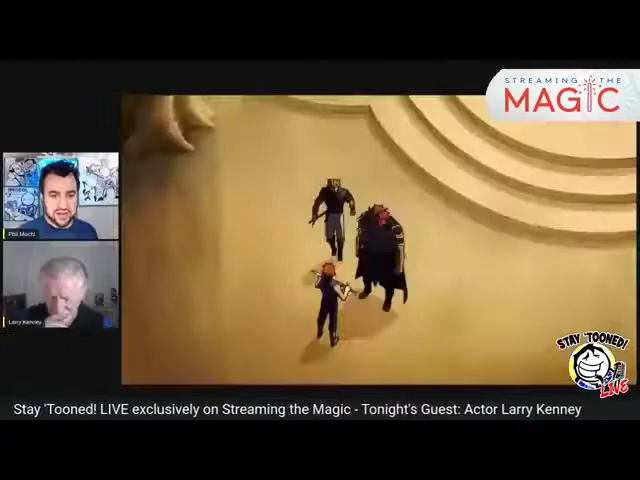 STREAMING THE
MAGIC
Phil Machi
Larry Kenney
STAY 'TOONED!
LIVE
Stay 'Tooned! LIVE exclusively on Streaming the Magic - Tonight's Guest: Actor Larry Kenney